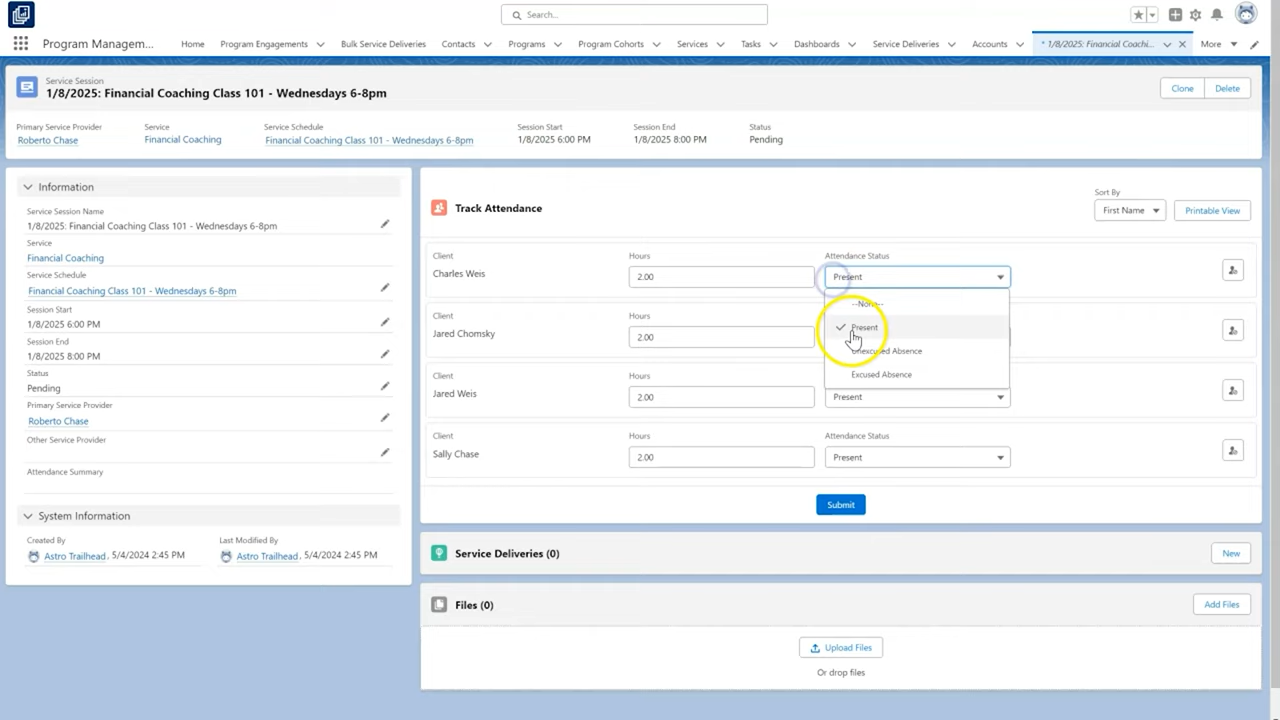 Search...
Program Managem...
Home
Program Engagements
Bulk Service Deliveries
Contacts
Programs
Program Cohorts
Services
Tasks
Dashboards
Service Deliveries
Accounts
* 1/8/2025: Financial Coachi...
More
Service Session
1/8/2025: Financial Coaching Class 101 - Wednesdays 6-8pm
Clone
Delete
Primary Service Provider
Roberto Chase
Service
Financial Coaching
Service Schedule
Financial Coaching Class 101 - Wednesdays 6-8pm
Session Start
1/8/2025 6:00 PM
Session End
1/8/2025 8:00 PM
Status
Pending
Information
Service Session Name
1/8/2025: Financial Coaching Class 101 - Wednesdays 6-8pm
Service
Financial Coaching
Service Schedule
Financial Coaching Class 101 - Wednesdays 6-8pm
Session Start
1/8/2025 6:00 PM
Session End
1/8/2025 8:00 PM
Status
Pending
Primary Service Provider
Roberto Chase
Other Service Provider
Attendance Summary
System Information
Created By
Astro Trailhead, 5/4/2024 2:45 PM
Last Modified By
Astro Trailhead, 5/4/2024 2:45 PM
Track Attendance
Sort By
First Name
Printable View
Client
Charles Weis
Hours
2.00
Attendance Status
Present
--None--
Present
Unexcused Absence
Excused Absence
Client
Jared Chomsky
Hours
2.00
Client
Jared Weis
Hours
2.00
Present
Client
Sally Chase
Hours
2.00
Attendance Status
Present
Submit
Service Deliveries (0)
New
Files (0)
Add Files
Upload Files
Or drop files